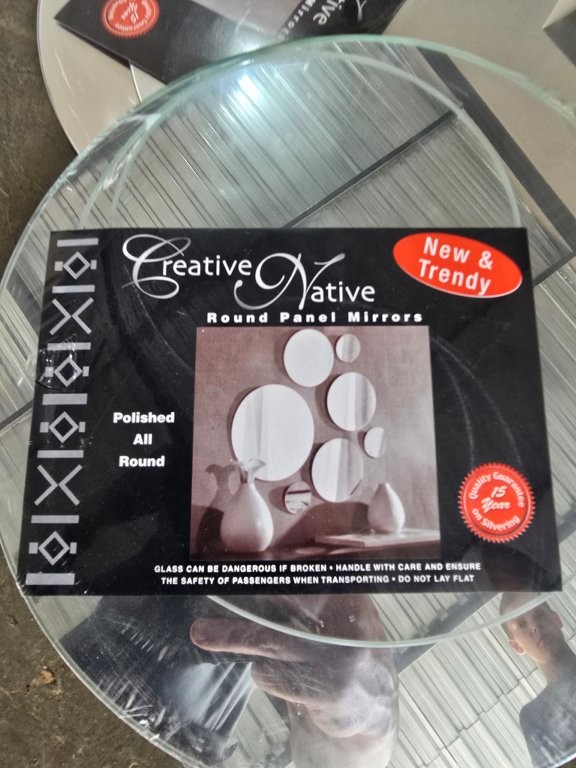 Creative Native
Round Panel Mirrors
New &
Trendy
Polished
All
Round
Quality Guarantee
15
Year
on Silvering
GLASS CAN BE DANGEROUS IF BROKEN • HANDLE WITH CARE AND ENSURE
THE SAFETY OF PASSENGERS WHEN TRANSPORTING • DO NOT LAY FLAT